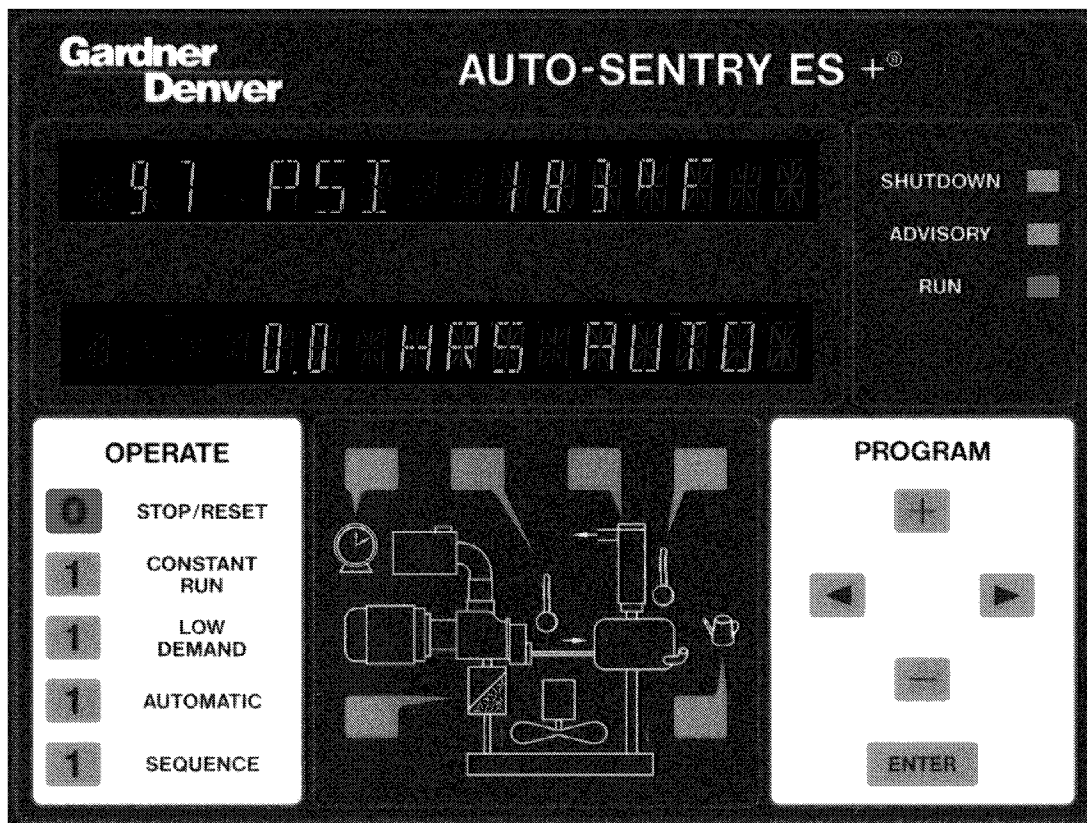 Gardner
Denver
AUTO-SENTRY ES +®
97 PSI 183°F
SHUTDOWN
ADVISORY
RUN
0.0 HRS AUTO
OPERATE
0 STOP/RESET
1 CONSTANT
RUN
1 LOW
DEMAND
1 AUTOMATIC
1 SEQUENCE
PROGRAM
+
−
ENTER